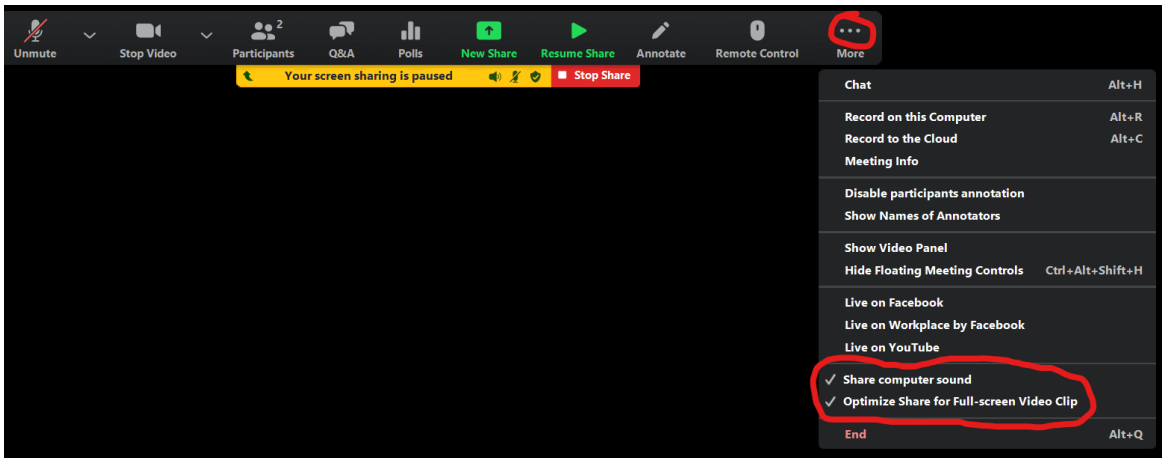 2
Unmute Stop Video Participants Q&A Polls New Share Resume Share Annotate Remote Control More
Your screen sharing is paused Stop Share
Chat Alt+H
Record on this Computer Alt+R
Record to the Cloud Alt+C
Meeting Info
Disable participants annotation
Show Names of Annotators
Show Video Panel
Hide Floating Meeting Controls Ctrl+Alt+Shift+H
Live on Facebook
Live on Workplace by Facebook
Live on YouTube
Share computer sound
Optimize Share for Full-screen Video Clip
End Alt+Q